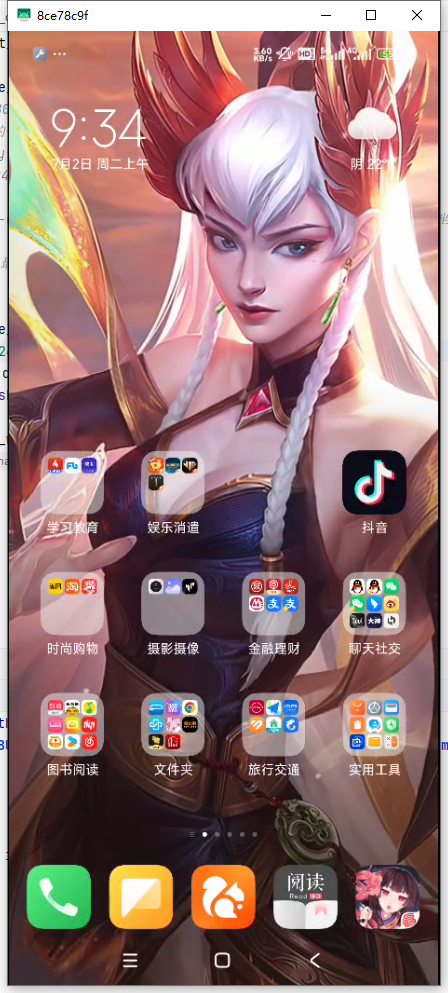 8ce78c9f
3.60
KB/s
HD
5G
4G
9:34
7月2日 周二上午
阴 22°C
学习教育
娱乐消遣
抖音
时尚购物
摄影摄像
金融理财
聊天社交
图书阅读
文件夹
旅行交通
实用工具
阅读
Read